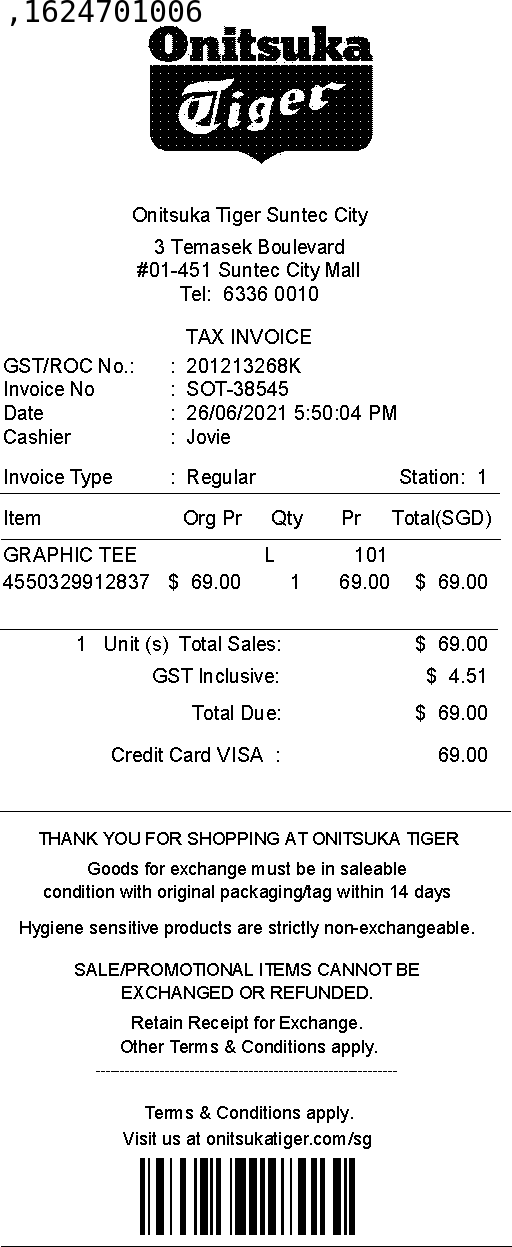 ,1624701006
Onitsuka
Tiger
Onitsuka Tiger Suntec City
3 Temasek Boulevard
#01-451 Suntec City Mall
Tel: 6336 0010
TAX INVOICE
GST/ROC No.: : 201213268K
Invoice No : SOT-38545
Date : 26/06/2021 5:50:04 PM
Cashier : Jovie
Invoice Type : Regular Station: 1
Item Org Pr Qty Pr Total(SGD)
GRAPHIC TEE L 101
4550329912837 $ 69.00 1 69.00 $ 69.00
1 Unit (s) Total Sales: $ 69.00
GST Inclusive: $ 4.51
Total Due: $ 69.00
Credit Card VISA : 69.00
THANK YOU FOR SHOPPING AT ONITSUKA TIGER
Goods for exchange must be in saleable
condition with original packaging/tag within 14 days
Hygiene sensitive products are strictly non-exchangeable.
SALE/PROMOTIONAL ITEMS CANNOT BE
EXCHANGED OR REFUNDED.
Retain Receipt for Exchange.
Other Terms & Conditions apply.
Terms & Conditions apply.
Visit us at onitsukatiger.com/sg